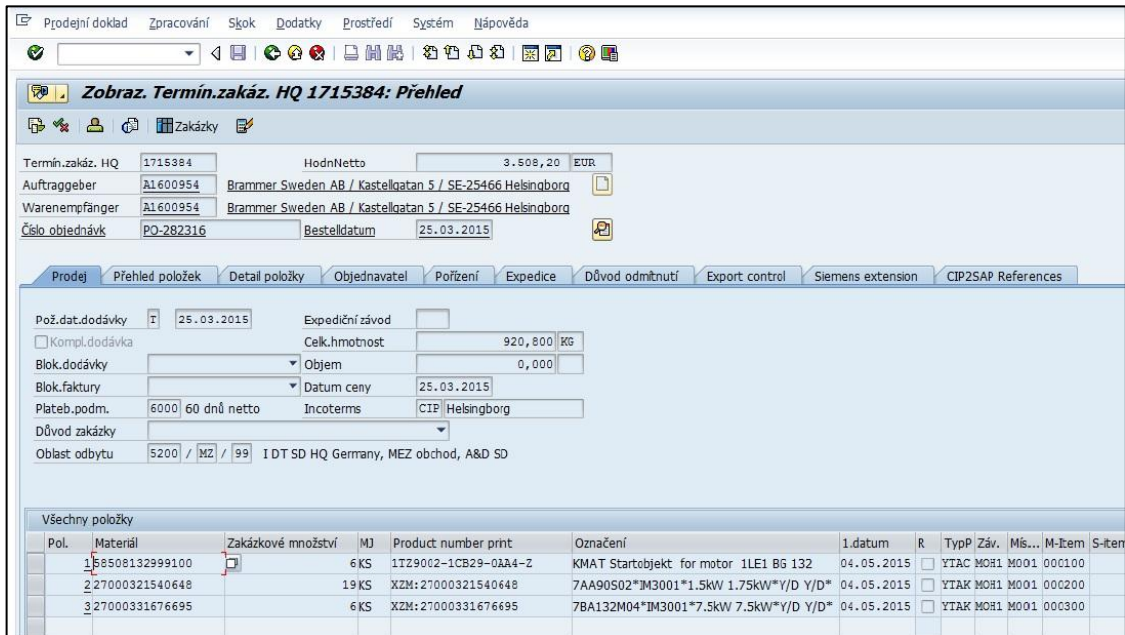 Prodejní doklad Zpracování Skok Dodatky Prostředí Systém Nápověda
Zobraz. Termín.zakáz. HQ 1715384: Přehled
Zakázky
Termín.zakáz. HQ 1715384 HodnNetto 3.508,20 EUR
Auftraggeber A1600954 Brammer Sweden AB / Kastellgatan 5 / SE-25466 Helsingborg
Warenempfänger A1600954 Brammer Sweden AB / Kastellgatan 5 / SE-25466 Helsingborg
Číslo objednávk PO-282316 Bestelldatum 25.03.2015
Prodej Přehled položek Detail položky Objednavatel Pořízení Expedice Důvod odmítnutí Export control Siemens extension CIP2SAP References
Pož.dat.dodávky T 25.03.2015 Expediční závod
Kompl.dodávka Celk.hmotnost 920,800 KG
Blok.dodávky Objem 0,000
Blok.faktury Datum ceny 25.03.2015
Plateb.podm. 6000 60 dnů netto Incoterms CIP Helsingborg
Důvod zakázky
Oblast odbytu 5200 / MZ / 99 I DT SD HQ Germany, MEZ obchod, A&D SD
Všechny položky
Pol. Materiál Zakázkové množství MJ Product number print Označení 1.datum R TypP Záv. Mís... M-Item S-item
1 58508132999100 6 KS 1TZ9002-1CB29-0AA4-Z KMAT Startobjekt for motor 1LE1 BG 132 04.05.2015 YTAC MOH1 M001 000100
2 27000321540648 19 KS XZM:27000321540648 7AA90S02*IM3001*1.5kW 1.75kW*Y/D Y/D* 04.05.2015 YTAK MOH1 M001 000200
3 27000331676695 6 KS XZM:27000331676695 7BA132M04*IM3001*7.5kW 7.5kW*Y/D Y/D* 04.05.2015 YTAK MOH1 M001 000300